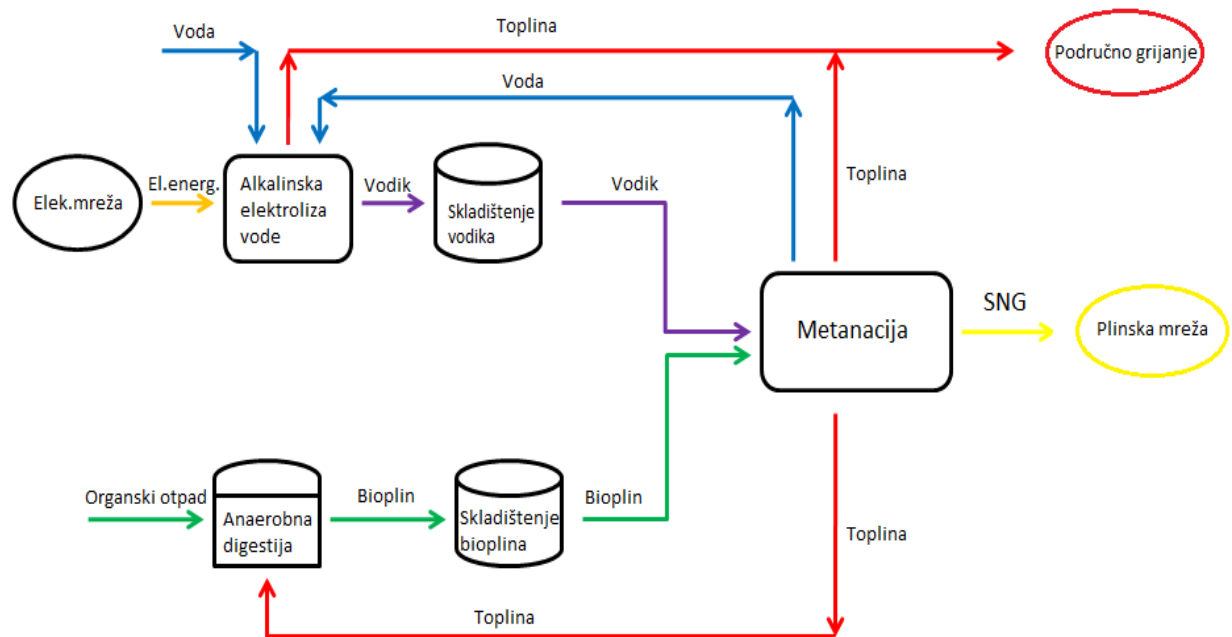 Voda
Toplina
Područno grijanje
Voda
Elek.mreža
El.energ.
Alkalinska
elektroliza
vode
Vodik
Skladištenje
vodika
Vodik
Toplina
Metanacija
SNG
Plinska mreža
Organski otpad
Anaerobna
digestija
Bioplin
Skladištenje
bioplina
Bioplin
Toplina
Toplina